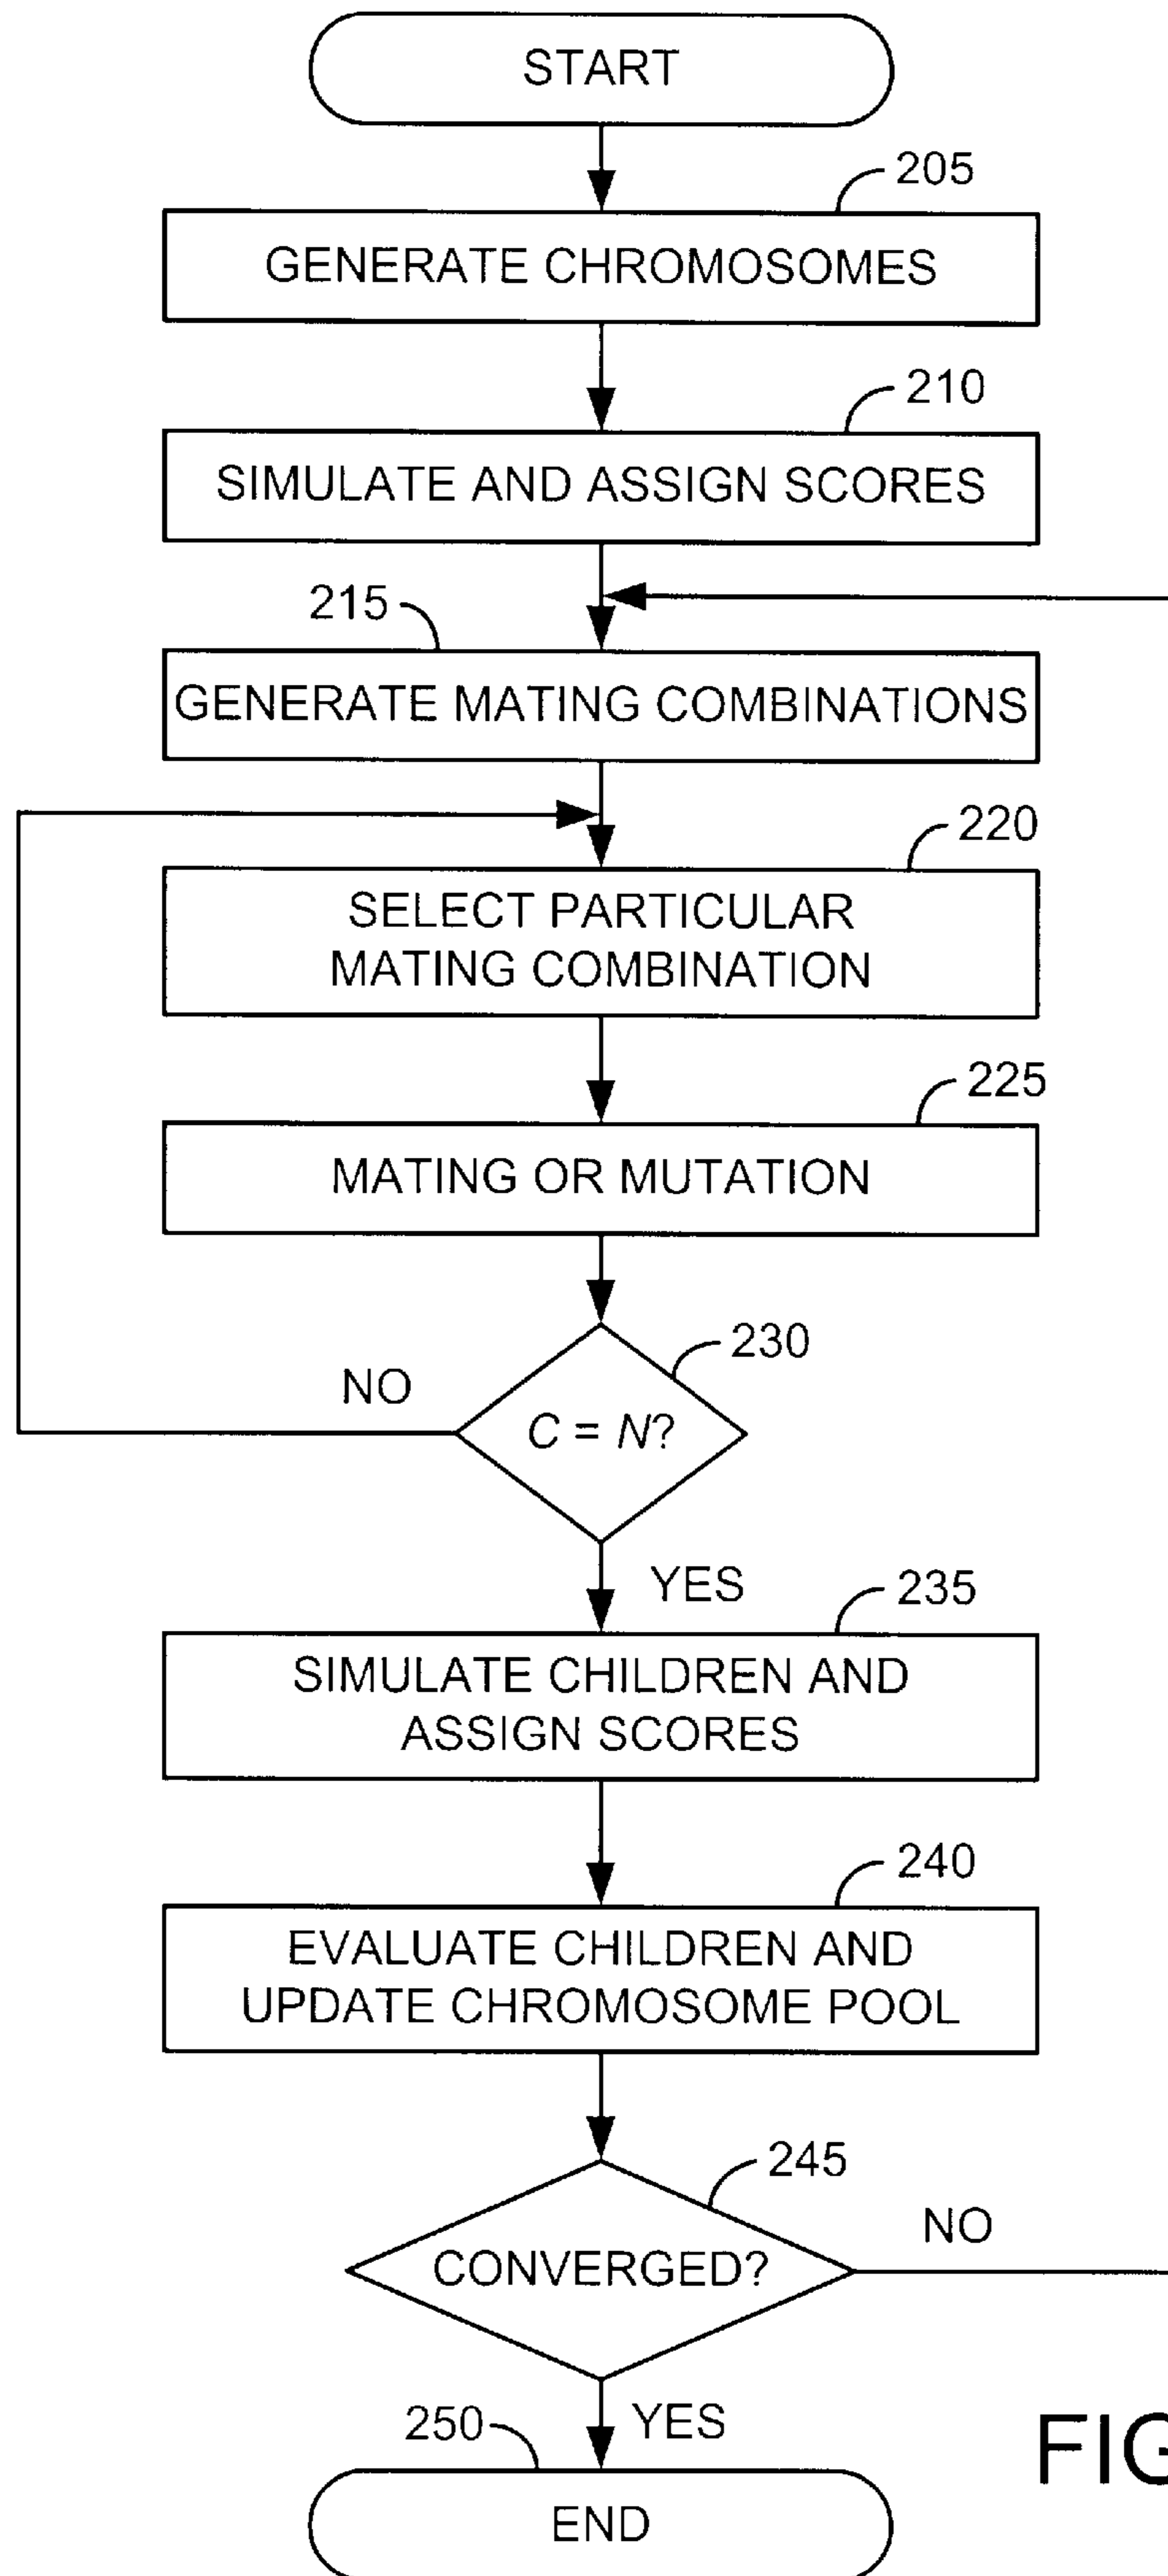 START
205
GENERATE CHROMOSOMES
210
SIMULATE AND ASSIGN SCORES
215
GENERATE MATING COMBINATIONS
220
SELECT PARTICULAR
MATING COMBINATION
225
MATING OR MUTATION
230
NO
C = N?
YES
235
SIMULATE CHILDREN AND
ASSIGN SCORES
240
EVALUATE CHILDREN AND
UPDATE CHROMOSOME POOL
245
NO
CONVERGED?
250
YES
FIG
END